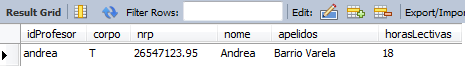 Result Grid Filter Rows: Edit: Export/Impor
idProfesor corpo nrp nome apelidos horasLectivas
andrea T 26547123.95 Andrea Barrio Varela 18